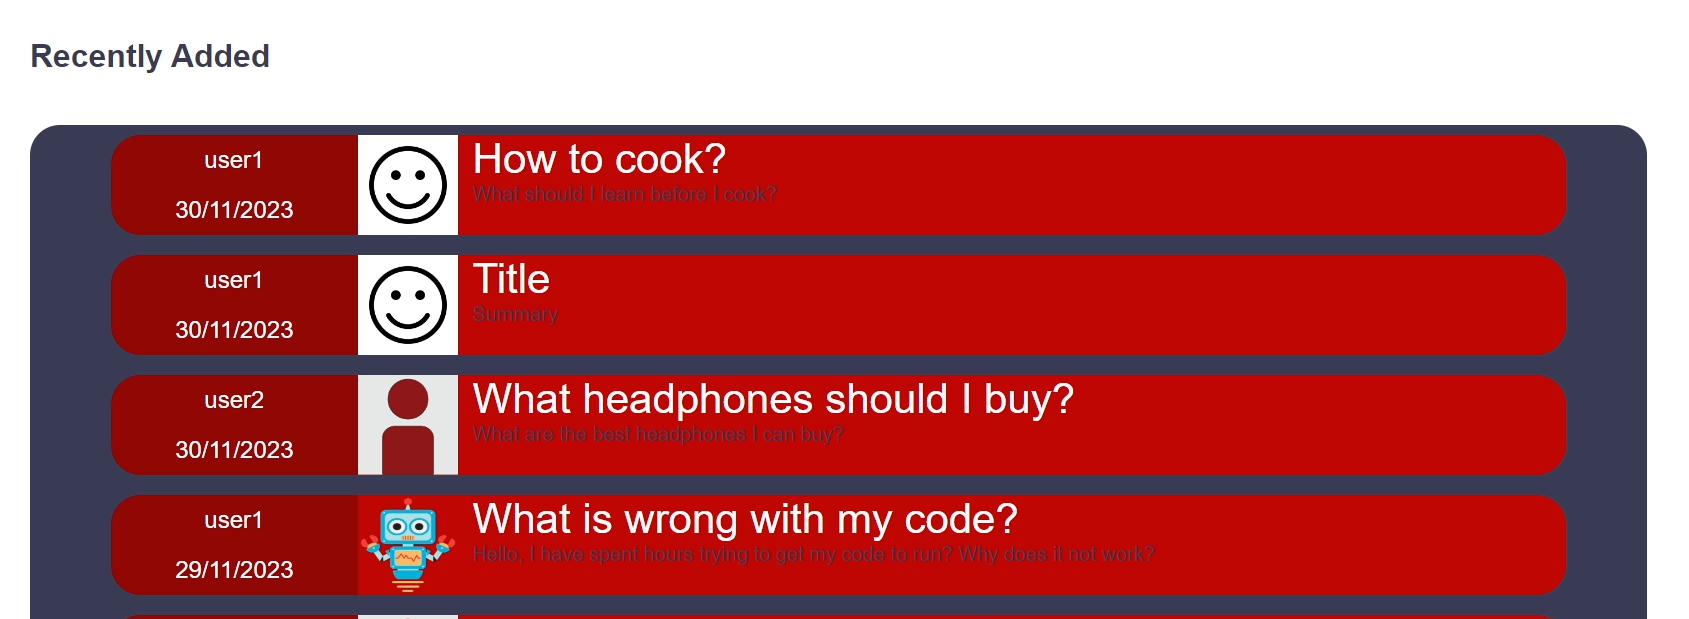 Recently Added
user1
How to cook?
What should I learn before I cook?
30/11/2023
user1
Title
Summary
30/11/2023
user2
What headphones should I buy?
What are the best headphones I can buy?
30/11/2023
user1
What is wrong with my code?
Hello, I have spent hours trying to get my code to run? Why does it not work?
29/11/2023